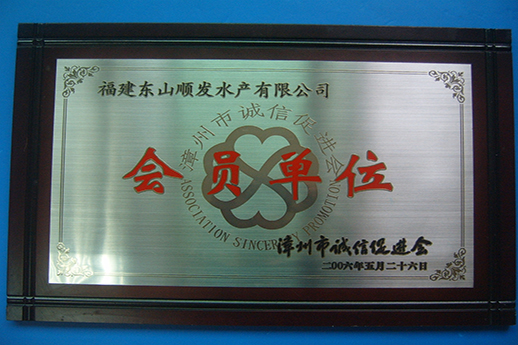 福建东山顺发水产有限公司
漳州市诚信促进会
会员单位
ASSOCIATION SINCERITY PROMOTION
漳州市诚信促进会
二00六年五月二十六日